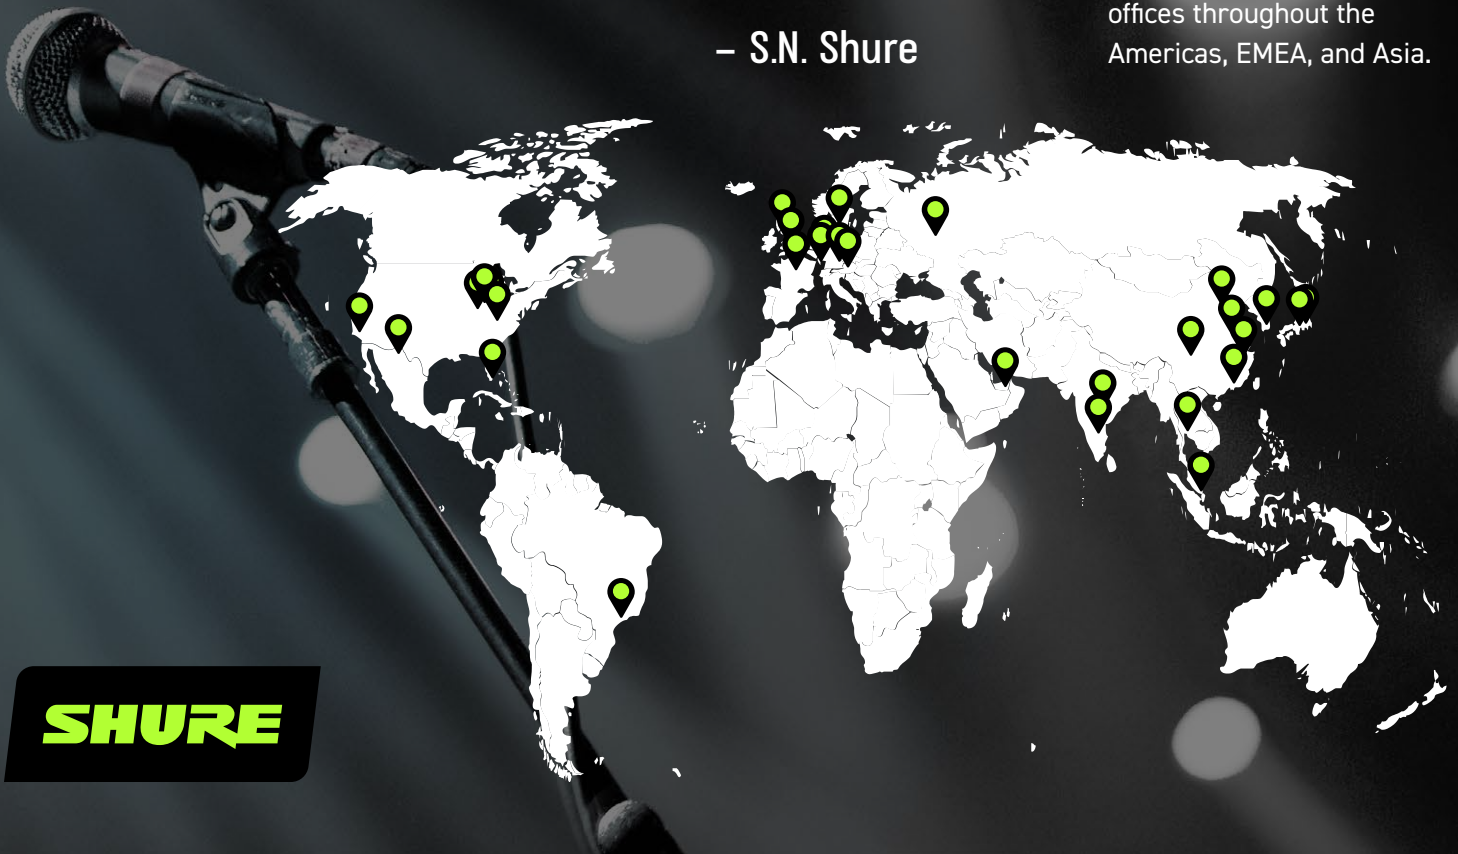 – S.N. Shure
offices throughout the
Americas, EMEA, and Asia.
SHURE